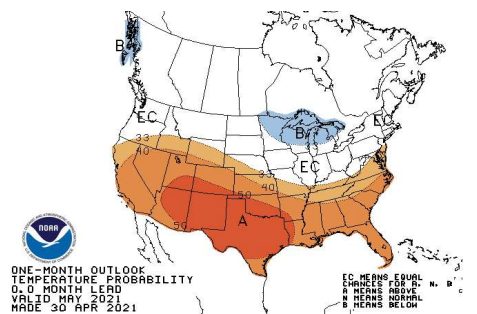 B
EC
EC
B
33
40
EC
33
40
50
A
50
NOAA
ONE-MONTH OUTLOOK
TEMPERATURE PROBABILITY
0.0 MONTH LEAD
VALID MAY 2021
MADE 30 APR 2021
EC MEANS EQUAL
CHANCES FOR A, N, B
A MEANS ABOVE
N MEANS NORMAL
B MEANS BELOW